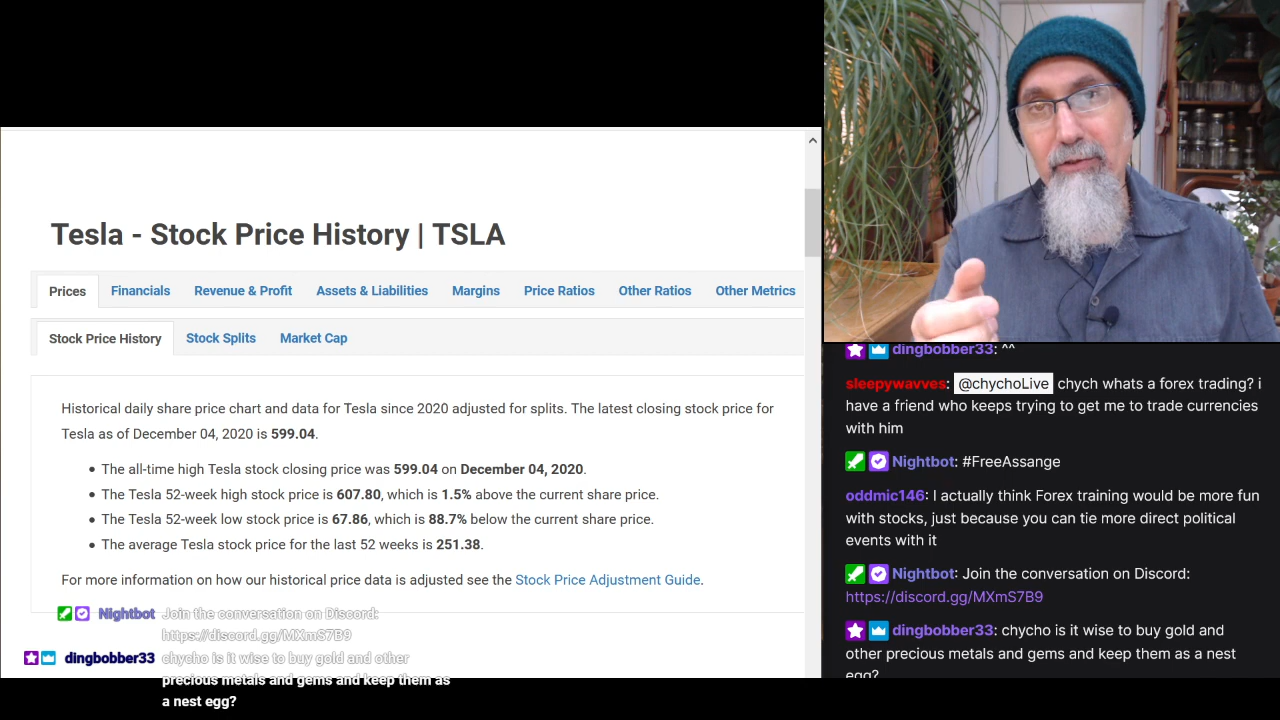 Tesla - Stock Price History | TSLA
Prices Financials Revenue & Profit Assets & Liabilities Margins Price Ratios Other Ratios Other Metrics
Stock Price History Stock Splits Market Cap
Historical daily share price chart and data for Tesla since 2020 adjusted for splits. The latest closing stock price for
Tesla as of December 04, 2020 is 599.04.
• The all-time high Tesla stock closing price was 599.04 on December 04, 2020.
• The Tesla 52-week high stock price is 607.80, which is 1.5% above the current share price.
• The Tesla 52-week low stock price is 67.86, which is 88.7% below the current share price.
• The average Tesla stock price for the last 52 weeks is 251.38.
For more information on how our historical price data is adjusted see the Stock Price Adjustment Guide.
Nightbot Join the conversation on Discord:
https://discord.gg/MXmS7B9
dingbobber33 chycho is it wise to buy gold and other
precious metals and gems and keep them as
a nest egg?
dingbobber33: ^^
sleepywavves: @chychoLive chych whats a forex trading? i
have a friend who keeps trying to get me to trade currencies
with him
Nightbot: #FreeAssange
oddmic146: I actually think Forex training would be more fun
with stocks, just because you can tie more direct political
events with it
Nightbot: Join the conversation on Discord:
https://discord.gg/MXmS7B9
dingbobber33: chycho is it wise to buy gold and
other precious metals and gems and keep them as a nest
egg?